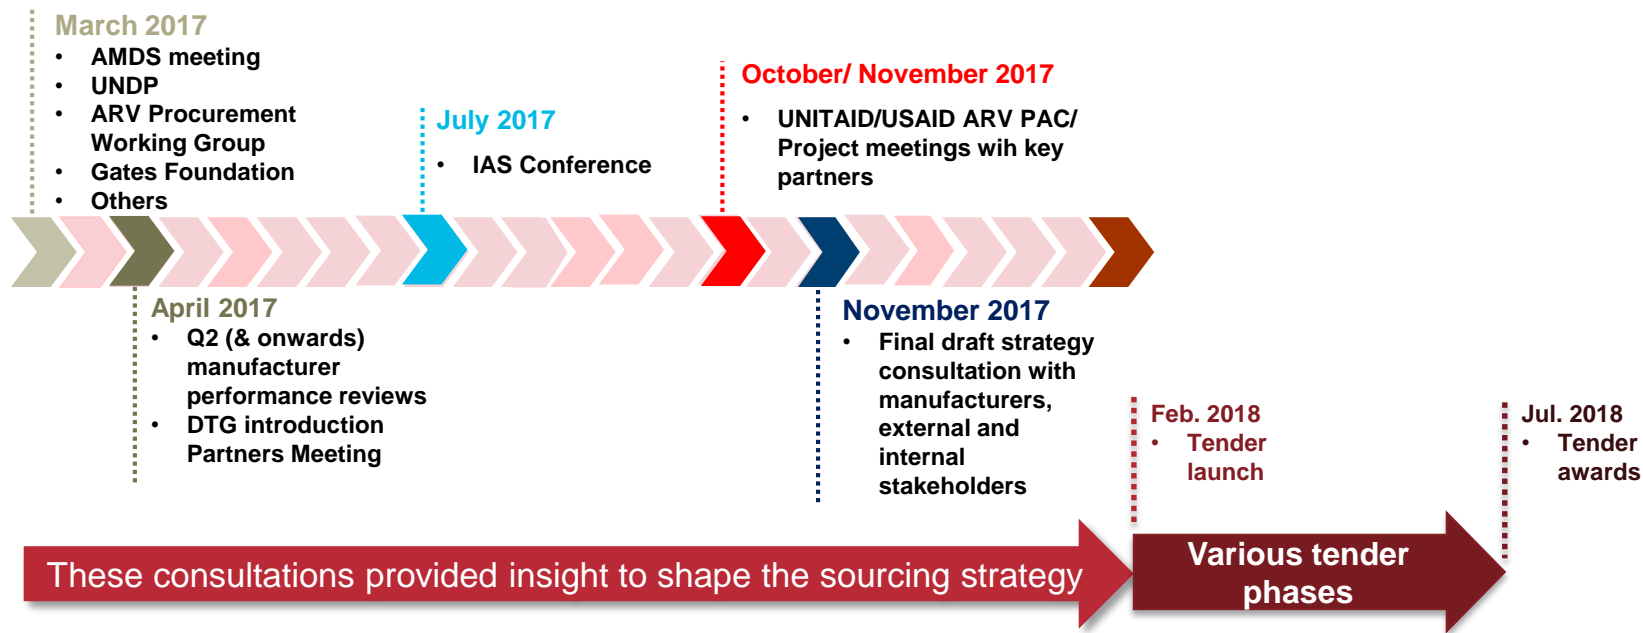 March 2017
• AMDS meeting
• UNDP
• ARV Procurement
Working Group
• Gates Foundation
• Others
July 2017
• IAS Conference
October/ November 2017
• UNITAID/USAID ARV PAC/
Project meetings wih key
partners
April 2017
• Q2 (& onwards)
manufacturer
performance reviews
• DTG introduction
Partners Meeting
November 2017
• Final draft strategy
consultation with
manufacturers,
external and
internal
stakeholders
Feb. 2018
• Tender
launch
Jul. 2018
• Tender
awards
These consultations provided insight to shape the sourcing strategy
Various tender
phases